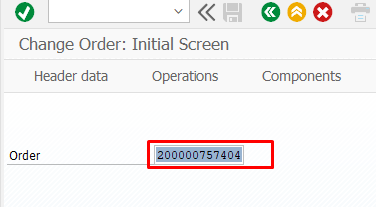 Change Order: Initial Screen
Header data Operations Components
Order 200000757404